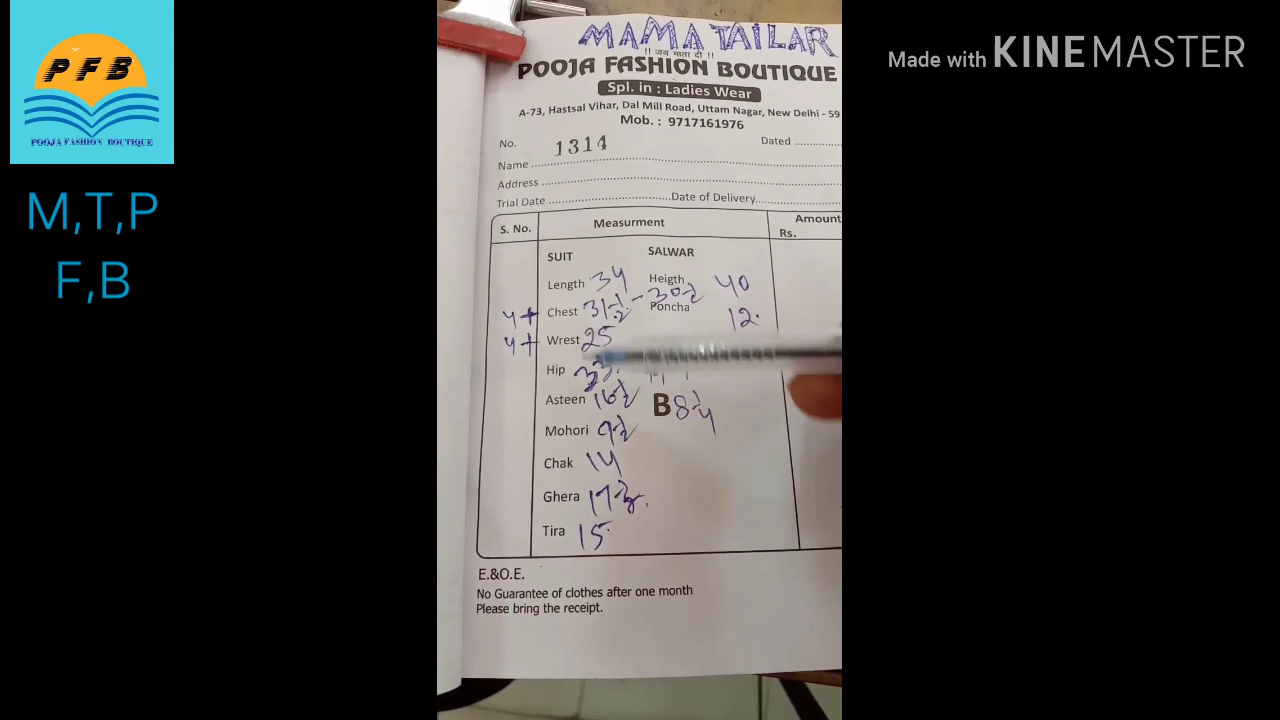 PFB
POOJA FASHION BOUTIQUE
M,T,P
F,B
Made with KINEMASTER
MAMA TAILAR
!! जय माता दी !!
POOJA FASHION BOUTIQUE
Spl. in : Ladies Wear
A-73, Hastsal Vihar, Dal Mill Road, Uttam Nagar, New Delhi - 59
Mob. : 9717161976
No. 1314 Dated
Name
Address
Trial Date Date of Delivery
S. No. Measurment Amount
Rs.
SUIT SALWAR
Length 34 Heigth 40
4+ Chest 31½ - 30½ Poncha 12
4+ Wrest 25
Hip 33
Asteen 16½ B 8¼
Mohori 9½
Chak 14
Ghera 17½
Tira 15
E.&O.E.
No Guarantee of clothes after one month
Please bring the receipt.